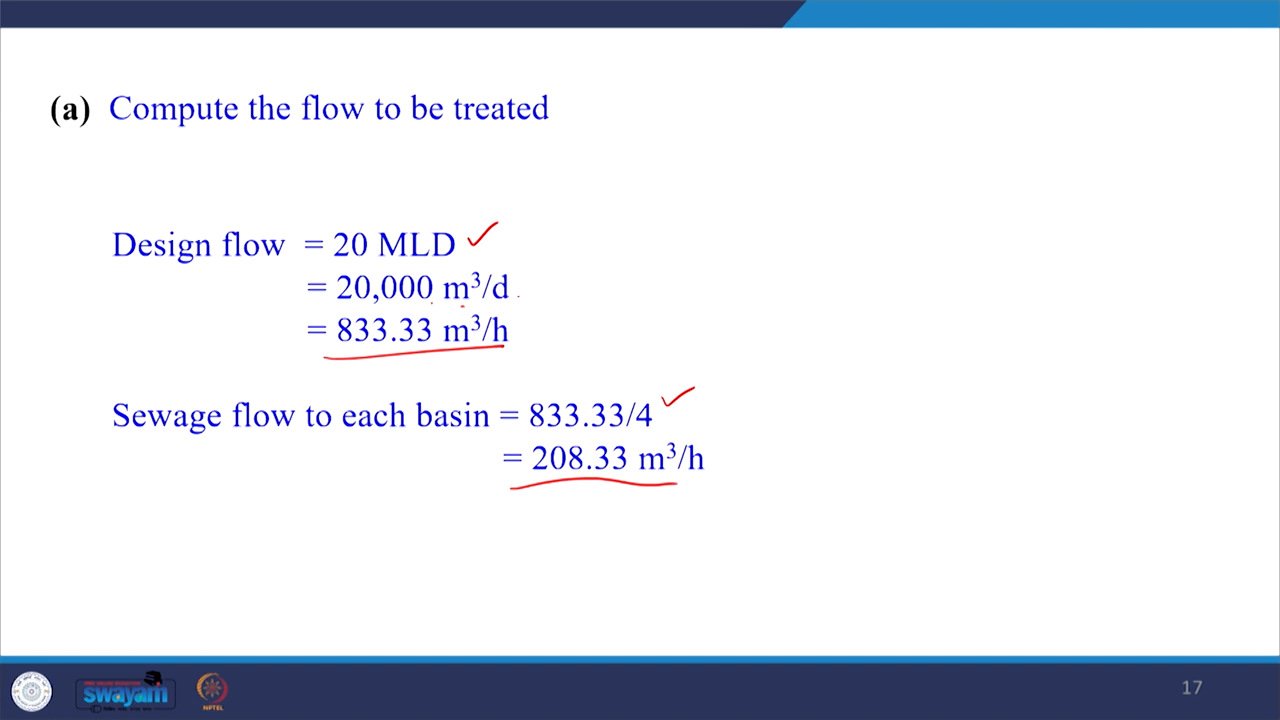 (a) Compute the flow to be treated
Design flow = 20 MLD
= 20,000 m³/d
= 833.33 m³/h
Sewage flow to each basin = 833.33/4
= 208.33 m³/h
swayam
NPTEL
17